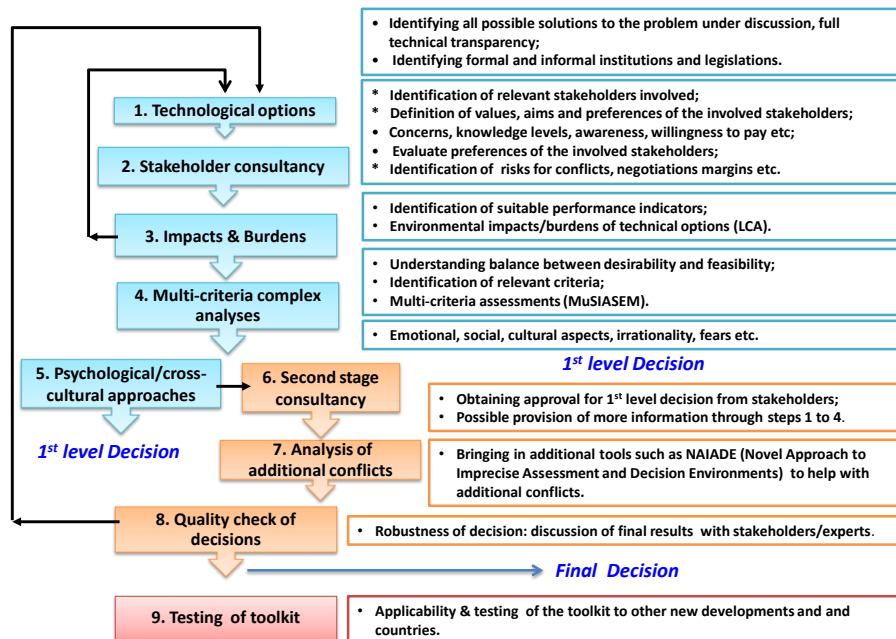 • Identifying all possible solutions to the problem under discussion, full
technical transparency;
• Identifying formal and informal institutions and legislations.
1. Technological options
* Identification of relevant stakeholders involved;
* Definition of values, aims and preferences of the involved stakeholders;
• Concerns, knowledge levels, awareness, willingness to pay etc;
• Evaluate preferences of the involved stakeholders;
* Identification of risks for conflicts, negotiations margins etc.
2. Stakeholder consultancy
• Identification of suitable performance indicators;
• Environmental impacts/burdens of technical options (LCA).
3. Impacts & Burdens
• Understanding balance between desirability and feasibility;
• Identification of relevant criteria;
• Multi-criteria assessments (MuSIASEM).
4. Multi-criteria complex
analyses
• Emotional, social, cultural aspects, irrationality, fears etc.
1st level Decision
5. Psychological/cross-
cultural approaches
6. Second stage
consultancy
• Obtaining approval for 1st level decision from stakeholders;
• Possible provision of more information through steps 1 to 4.
1st level Decision
7. Analysis of
additional conflicts
• Bringing in additional tools such as NAIADE (Novel Approach to
Imprecise Assessment and Decision Environments) to help with
additional conflicts.
8. Quality check of
decisions
• Robustness of decision: discussion of final results with stakeholders/experts.
Final Decision
9. Testing of toolkit
• Applicability & testing of the toolkit to other new developments and and
countries.